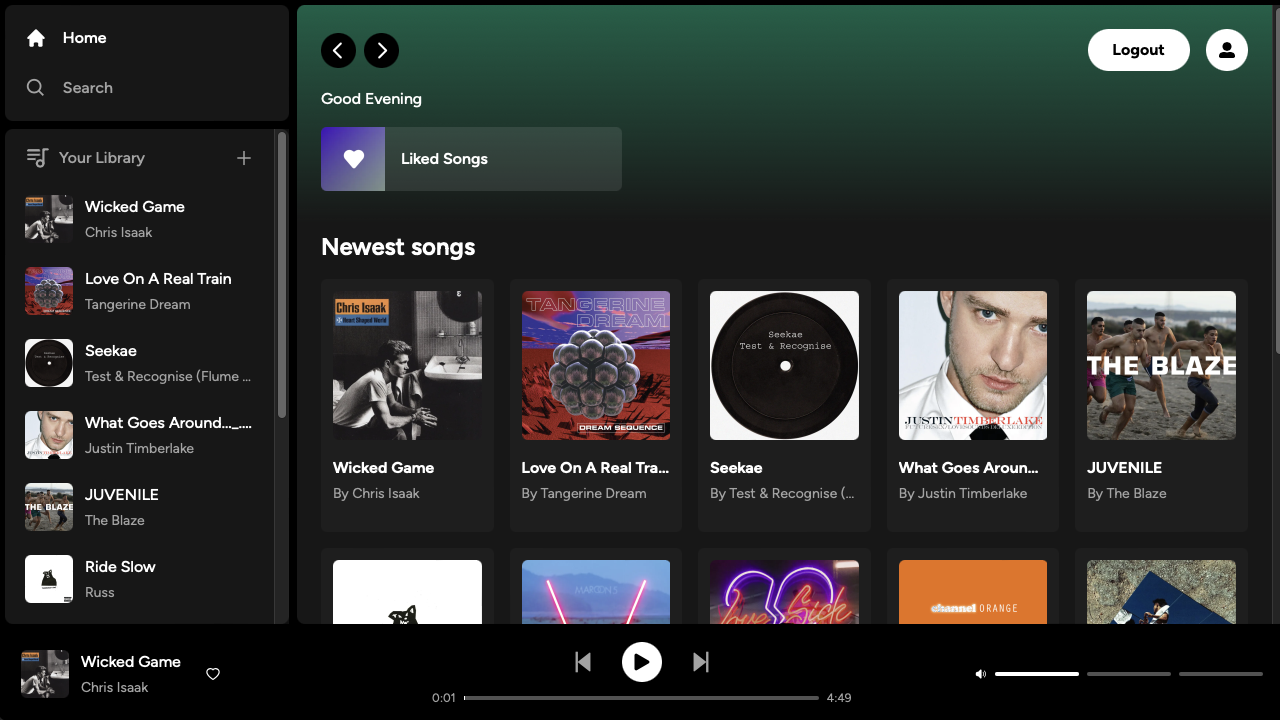 Home
Search
Your Library
Wicked Game
Chris Isaak
Love On A Real Train
Tangerine Dream
Seekae
Test & Recognise (Flume ...
What Goes Around..._....
Justin Timberlake
JUVENILE
The Blaze
Ride Slow
Russ
Logout
Good Evening
Liked Songs
Newest songs
Chris Isaak
Heart Shaped World
Wicked Game
By Chris Isaak
TANGERINE
DREAM
DREAM SEQUENCE
Love On A Real Tra...
By Tangerine Dream
Seekae
Test & Recognise
Seekae
By Test & Recognise (...
JUSTINTIMBERLAKE
What Goes Aroun...
By Justin Timberlake
THE BLAZE
JUVENILE
By The Blaze
MAROON 5
love Sick
channel ORANGE
Wicked Game
Chris Isaak
0:01
4:49